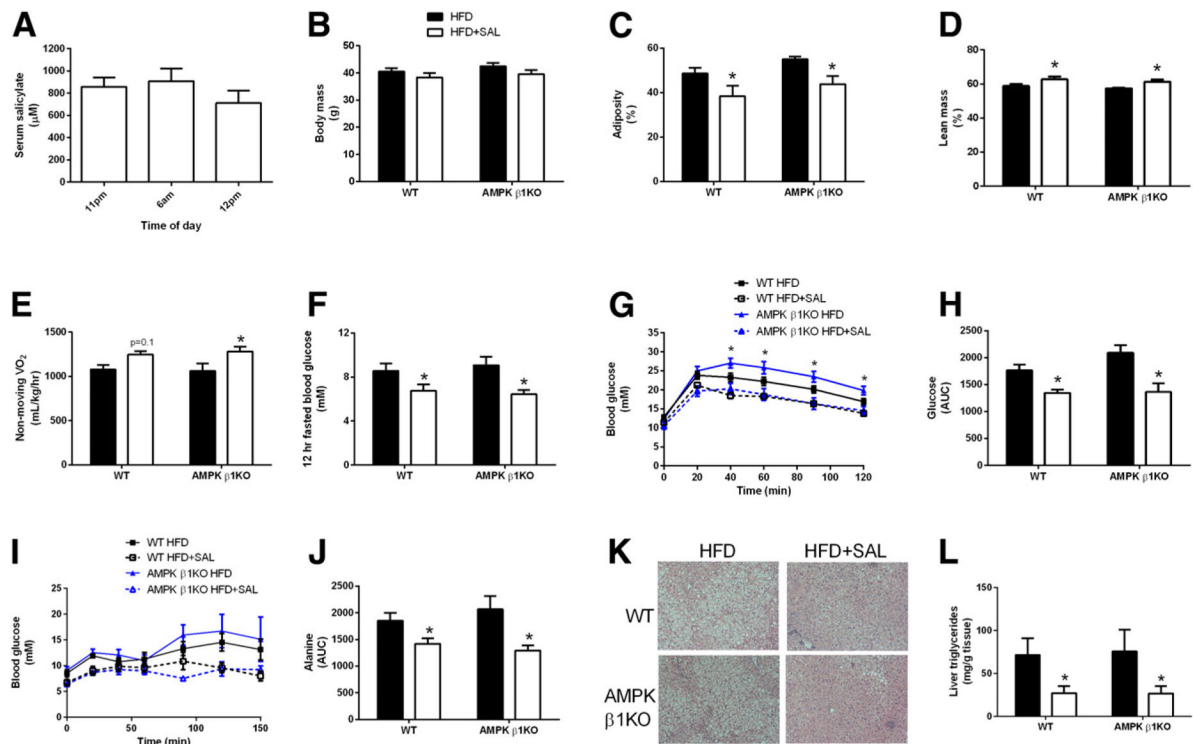 A
1200
1000
800
600
400
200
0
Serum salicylate
(μM)
11pm
6am
12pm
Time of day
B
HFD
HFD+SAL
60
50
40
30
20
10
0
Body mass
(g)
WT
AMPK β1KO
C
60
40
20
0
Adiposity
(%)
*
*
WT
AMPK β1KO
D
80
60
40
20
0
Lean mass
(%)
*
*
WT
AMPK β1KO
E
1500
1000
500
0
Non-moving VO2
(mL/kg/hr)
p=0.1
*
WT
AMPK β1KO
F
12
8
4
0
12 hr fasted blood glucose
(mM)
*
*
WT
AMPK β1KO
G
WT HFD
WT HFD+SAL
AMPK β1KO HFD
AMPK β1KO HFD+SAL
35
30
25
20
15
10
5
0
Blood glucose
(mM)
* * * *
0 20 40 60 80 100 120
Time (min)
H
2500
2000
1500
1000
500
0
Glucose
(AUC)
*
*
WT
AMPK β1KO
I
WT HFD
WT HFD+SAL
AMPK β1KO HFD
AMPK β1KO HFD+SAL
25
20
15
10
5
0
Blood glucose
(mM)
0 50 100 150
Time (min)
J
2500
2000
1500
1000
500
0
Alanine
(AUC)
*
*
WT
AMPK β1KO
K
HFD
HFD+SAL
WT
AMPK
β1KO
L
150
100
50
0
Liver triglycerides
(mg/g tissue)
*
*
WT
AMPK β1KO